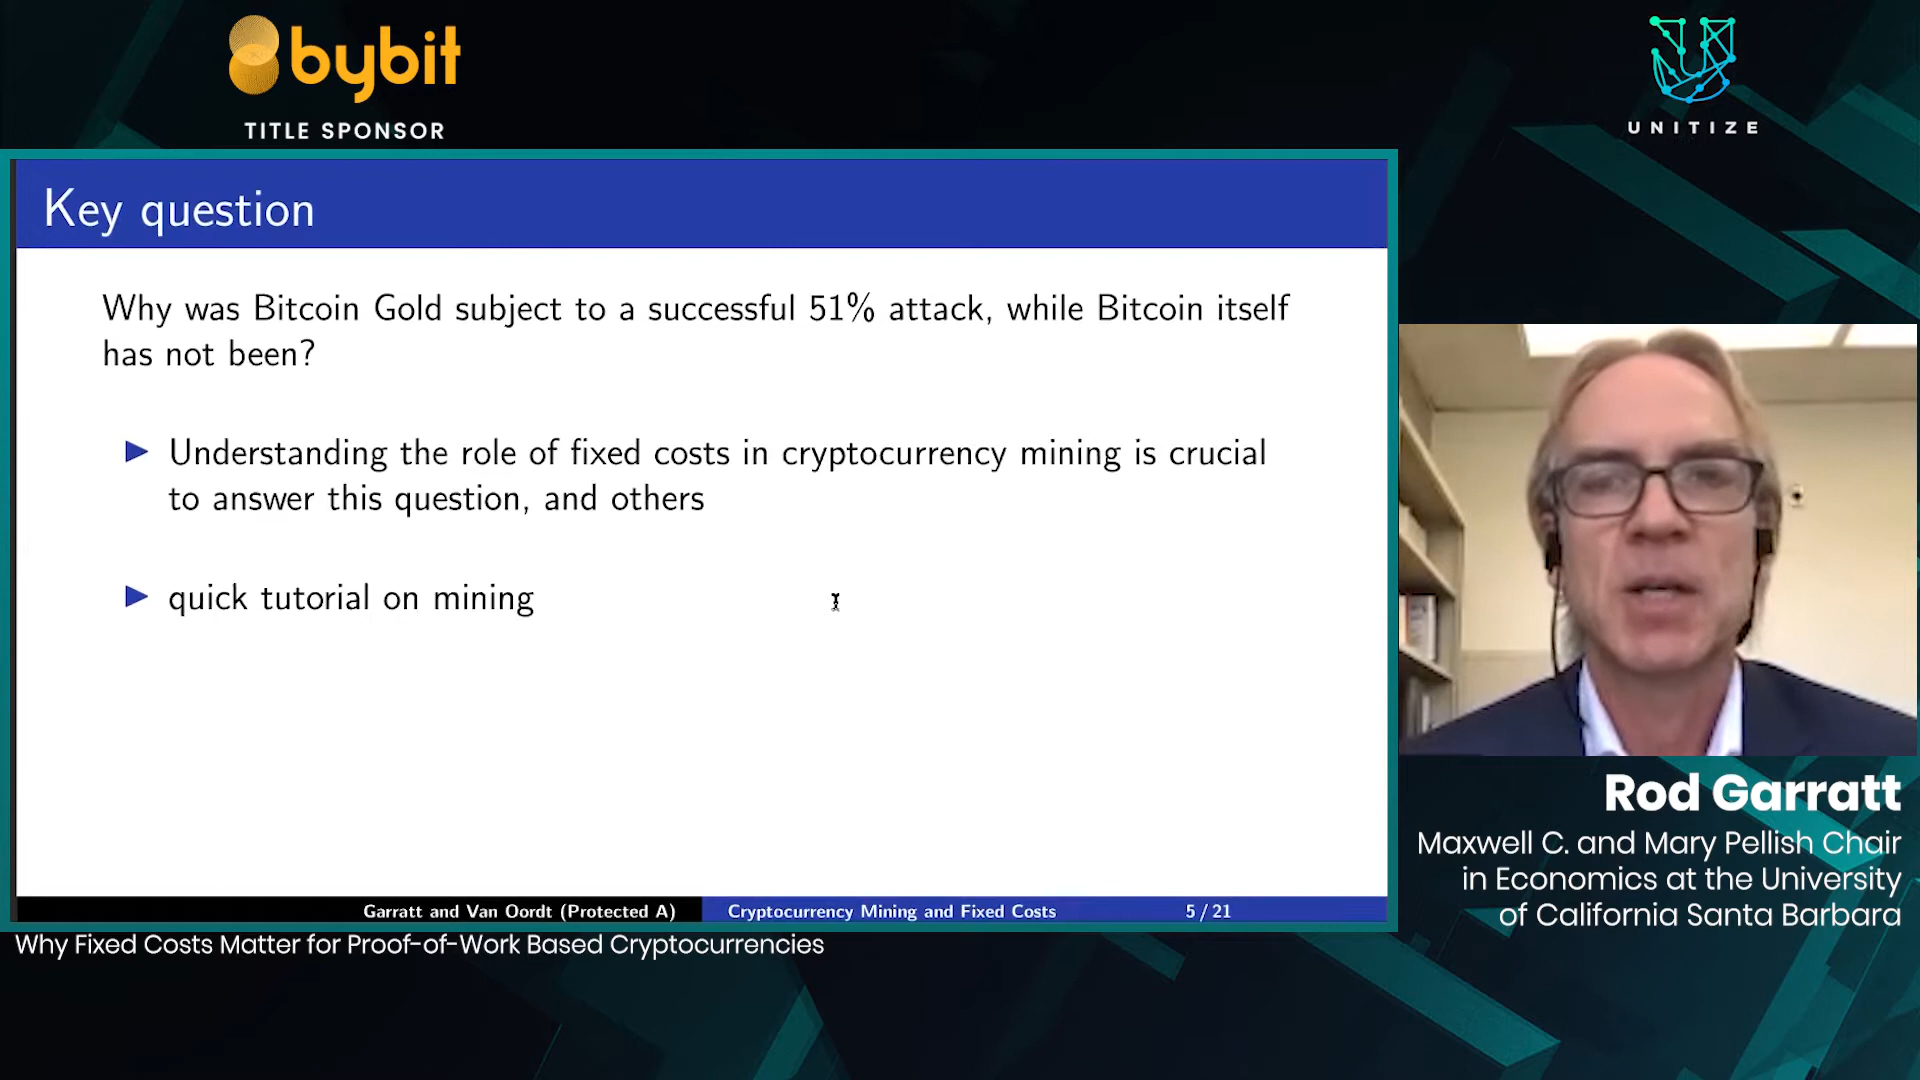 bybit
TITLE SPONSOR
UNITIZE
Key question
Why was Bitcoin Gold subject to a successful 51% attack, while Bitcoin itself
has not been?
Understanding the role of fixed costs in cryptocurrency mining is crucial
to answer this question, and others
quick tutorial on mining
Garratt and Van Oordt (Protected A)
Cryptocurrency Mining and Fixed Costs
5 / 21
Why Fixed Costs Matter for Proof-of-Work Based Cryptocurrencies
Rod Garratt
Maxwell C. and Mary Pellish Chair
in Economics at the University
of California Santa Barbara